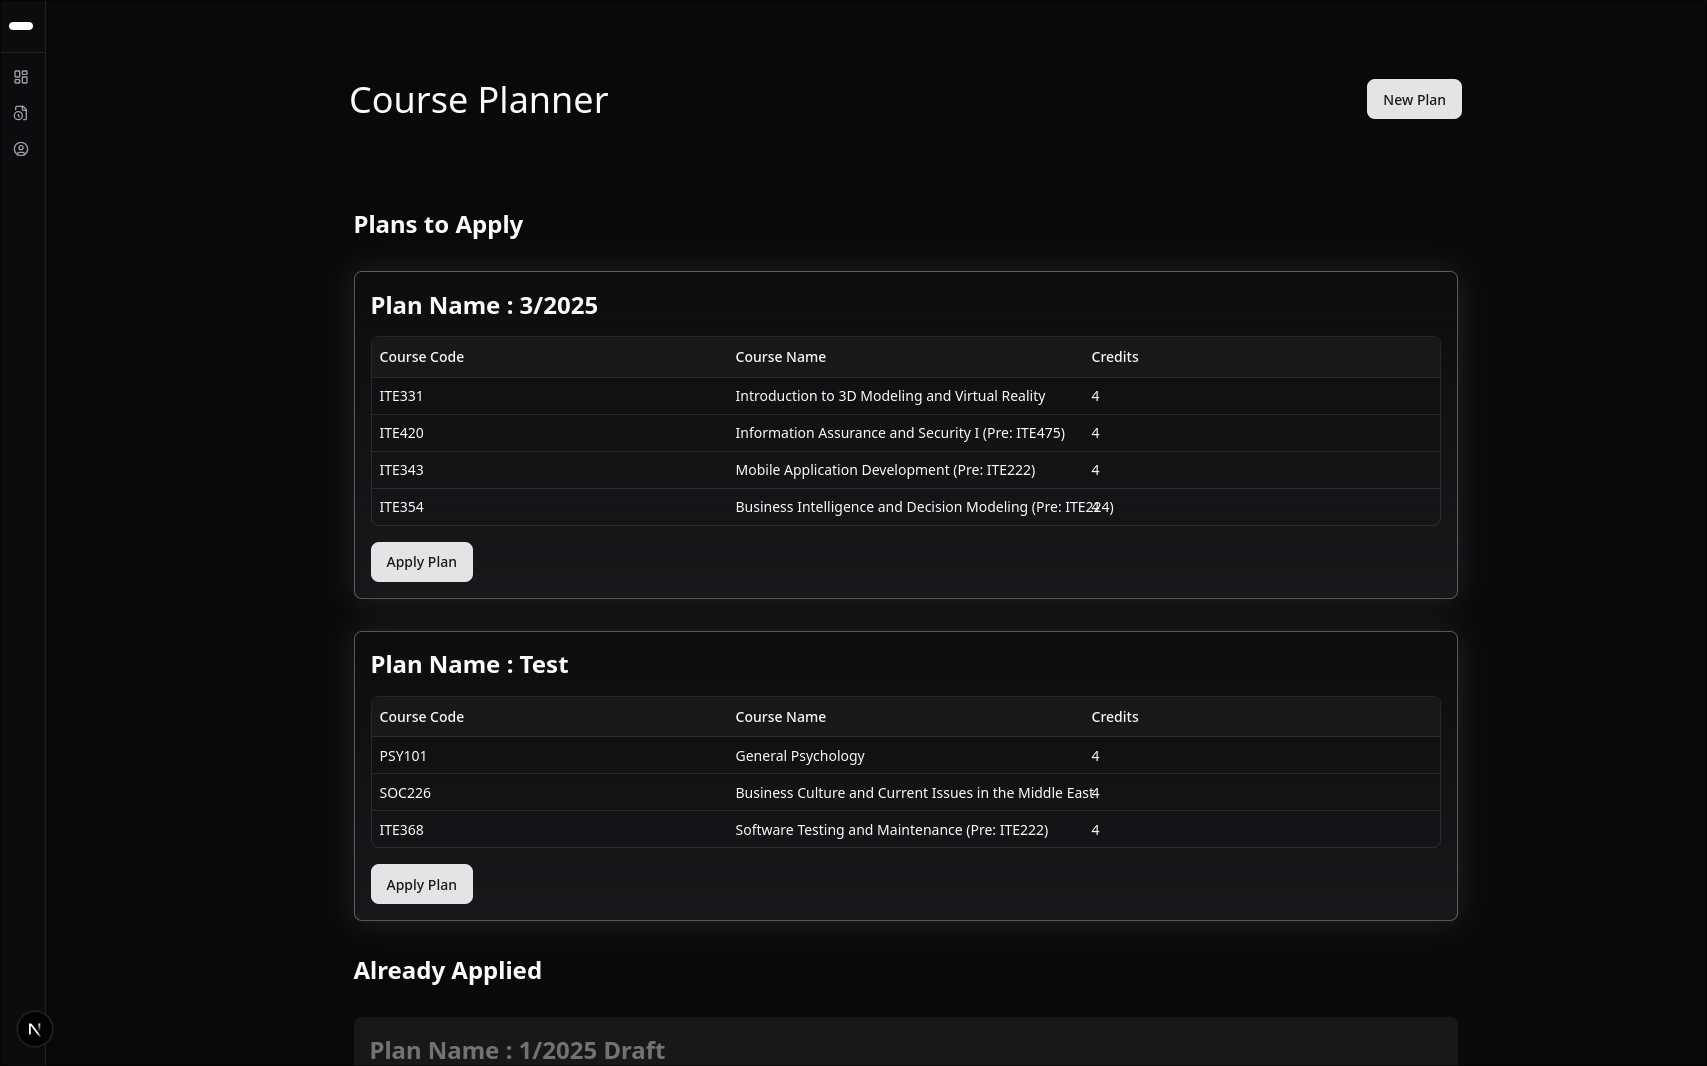 Course Planner
New Plan
Plans to Apply
Plan Name : 3/2025
Course Code Course Name Credits
ITE331 Introduction to 3D Modeling and Virtual Reality 4
ITE420 Information Assurance and Security I (Pre: ITE475) 4
ITE343 Mobile Application Development (Pre: ITE222) 4
ITE354 Business Intelligence and Decision Modeling (Pre: ITE224) 4
Apply Plan
Plan Name : Test
Course Code Course Name Credits
PSY101 General Psychology 4
SOC226 Business Culture and Current Issues in the Middle East 4
ITE368 Software Testing and Maintenance (Pre: ITE222) 4
Apply Plan
Already Applied
N
Plan Name : 1/2025 Draft